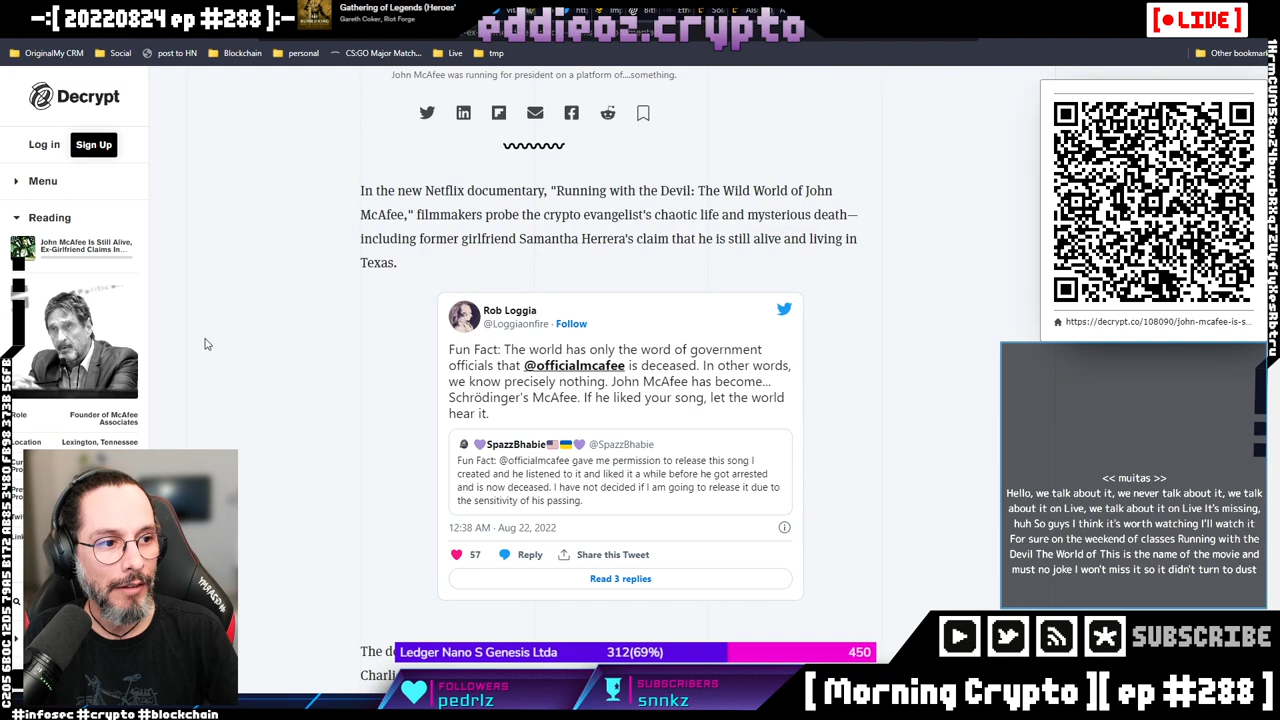 -:[ 20220824 ep #288 ]:-
Gathering of Legends (Heroes'
Gareth Coker, Riot Forge
eddieoz.crypto
[ • LIVE ]
OriginalMy CRM
Social
post to HN
Blockchain
personal
CS:GO Major Match...
Live
tmp
Other bookmar
Decrypt
Log in
Sign Up
Menu
Reading
John McAfee Is Still Alive,
Ex-Girlfriend Claims In...
Role
Founder of McAfee
Associates
Location
Lexington, Tennessee
John McAfee was running for president on a platform of....something.
In the new Netflix documentary, "Running with the Devil: The Wild World of John
McAfee," filmmakers probe the crypto evangelist's chaotic life and mysterious death—
including former girlfriend Samantha Herrera's claim that he is still alive and living in
Texas.
Rob Loggia
@Loggiaonfire · Follow
Fun Fact: The world has only the word of government
officials that @officialmcafee is deceased. In other words,
we know precisely nothing. John McAfee has become...
Schrödinger's McAfee. If he liked your song, let the world
hear it.
SpazzBhabie @SpazzBhabie
Fun Fact: @officialmcafee gave me permission to release this song I
created and he listened to it and liked it a while before he got arrested
and is now deceased. I have not decided if I am going to release it due to
the sensitivity of his passing.
12:38 AM · Aug 22, 2022
57 Reply Share this Tweet
Read 3 replies
The d
Charli
https://decrypt.co/108090/john-mcafee-is-s...
<< muitas >>
Hello, we talk about it, we never talk about it, we talk
about it on Live, we talk about it on Live It's missing,
huh So guys I think it's worth watching I'll watch it
For sure on the weekend of classes Running with the
Devil The World of This is the name of the movie and
must no joke I won't miss it so it didn't turn to dust
Ledger Nano S Genesis Ltda 312(69%) 450
FOLLOWERS
pedrlz
SUBSCRIBERS
snnkz
SUBSCRIBE
[ Morning Crypto ][ ep #288 ]
#infosec #crypto #blockchain